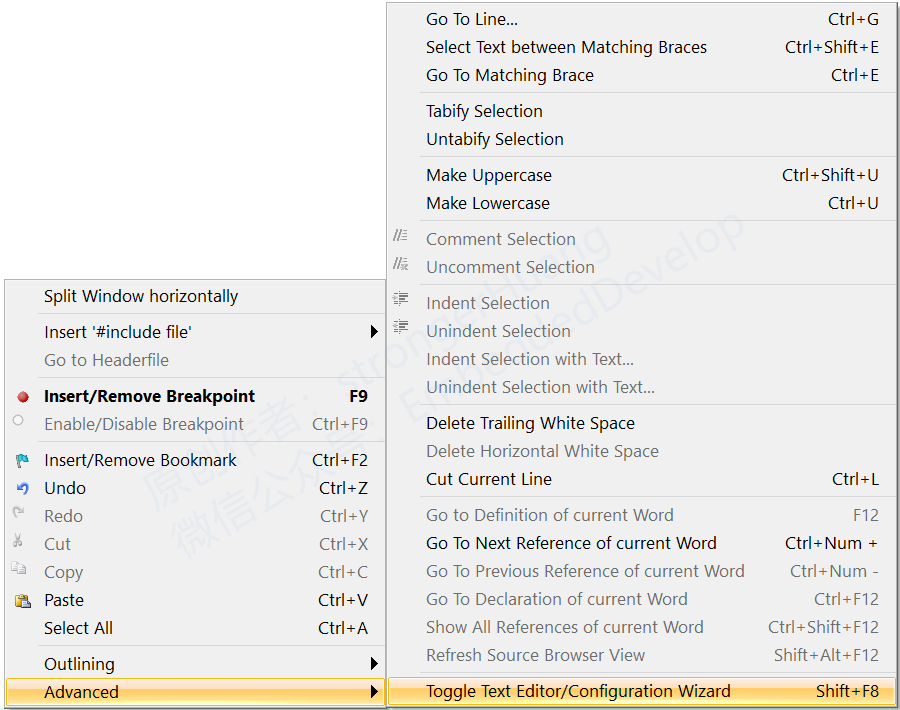 Go To Line... Ctrl+G
Select Text between Matching Braces Ctrl+Shift+E
Go To Matching Brace Ctrl+E
Tabify Selection
Untabify Selection
Make Uppercase Ctrl+Shift+U
Make Lowercase Ctrl+U
Comment Selection
Uncomment Selection
Indent Selection
Unindent Selection
Indent Selection with Text...
Unindent Selection with Text...
Delete Trailing White Space
Delete Horizontal White Space
Cut Current Line Ctrl+L
Go to Definition of current Word F12
Go To Next Reference of current Word Ctrl+Num +
Go To Previous Reference of current Word Ctrl+Num -
Go To Declaration of current Word Ctrl+F12
Show All References of current Word Ctrl+Shift+F12
Refresh Source Browser View Shift+Alt+F12
Toggle Text Editor/Configuration Wizard Shift+F8
Split Window horizontally
Insert '#include file'
Go to Headerfile
Insert/Remove Breakpoint F9
Enable/Disable Breakpoint Ctrl+F9
Insert/Remove Bookmark Ctrl+F2
Undo Ctrl+Z
Redo Ctrl+Y
Cut Ctrl+X
Copy Ctrl+C
Paste Ctrl+V
Select All Ctrl+A
Outlining
Advanced
原创作者：strongerHuang
微信公众号：EmbeddedDevelop